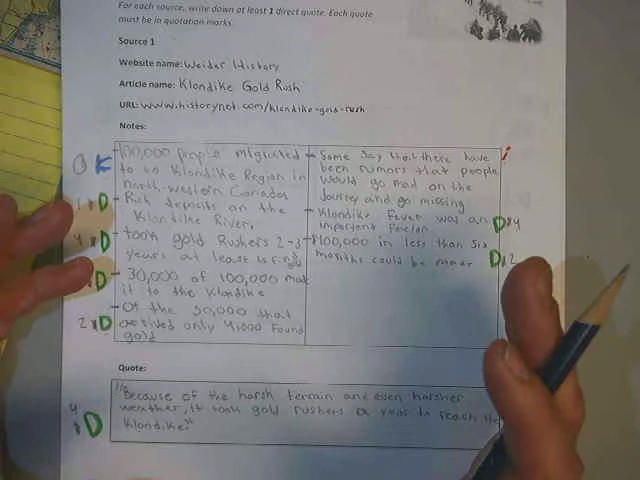 For each source, write down at least 1 direct quote. Each quote
must be in quotation marks.
Source 1
Website name: Weider History
Article name: Klondike Gold Rush
URL: www.historynet.com/klondike-gold-rush
Notes:
K
-100,000 people migrated
to Klondike Region in
north-western Canada
D - Rich deposits on the
Klondike River
4 D - took gold Rushers 2-3
years at least
D - 30,000 of 100,000 made
it to the Klondike
- Of the 30,000 that
2 D arrived only 4,000 found
gold
- Some say that there have
been rumors that people
would go mad on the
Journey and go missing
- Klondike Fever was an D 4
important
- $100,000 in less than six
months could be D 2
Quote:
"Because of the harsh terrain and even harsher
weather, it took gold rushers a year to reach the
Klondike"
4 D